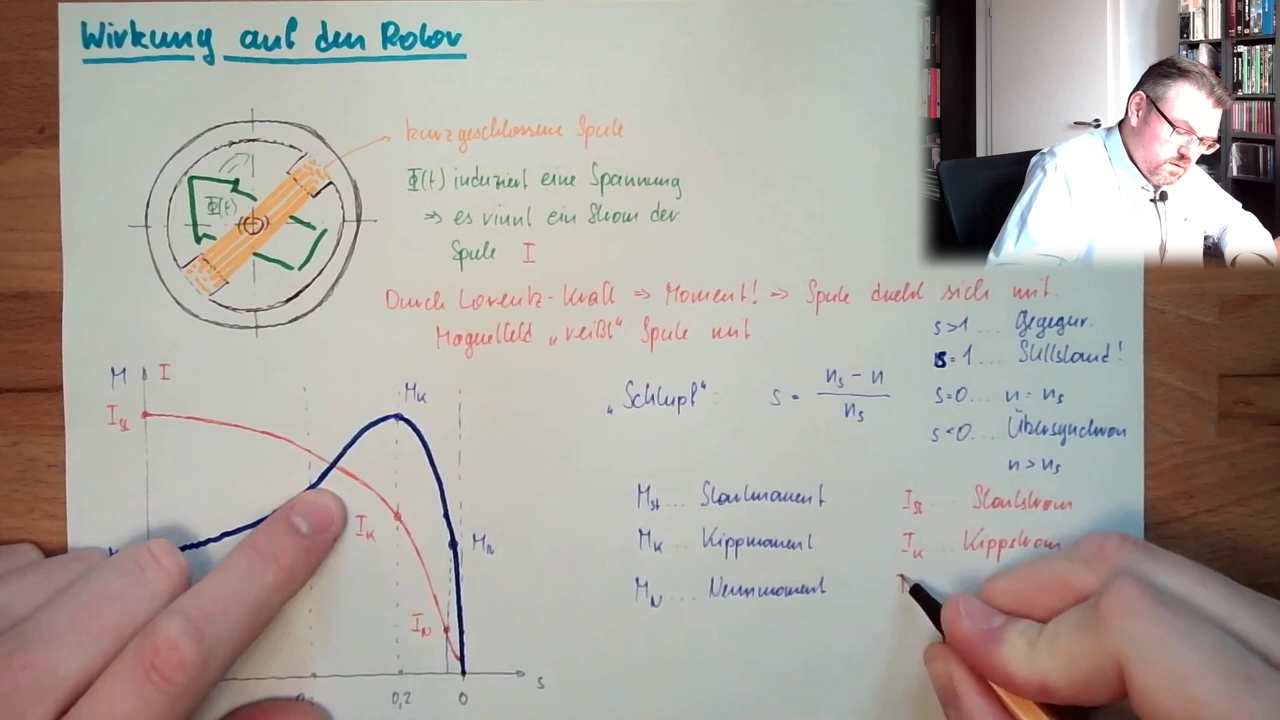 Wirkung auf den Rotor
kurzgeschlossene Spule
Φ(t) induziert eine Spannung
Φ(t)
⇒ es rinnt ein Strom der
Spule I
Durch Lorentz-Kraft ⇒ Moment! ⇒ Spule dreht sich mit.
Magnetfeld „reißt“ Spule mit
s>1 ... Gegegur.
s=1 ... Stillstand!
s=0 ... n = ns
s<0 ... Übersynchron
n > ns
„Schlupf“: s = (ns - n) / ns
M I
Ist
MK
IK
MN
IN
0,2 0 s
Mst ... Startmoment
MK ... Kippmoment
MN ... Nennmoment
Ist ... Startstrom
IK ... Kippstrom